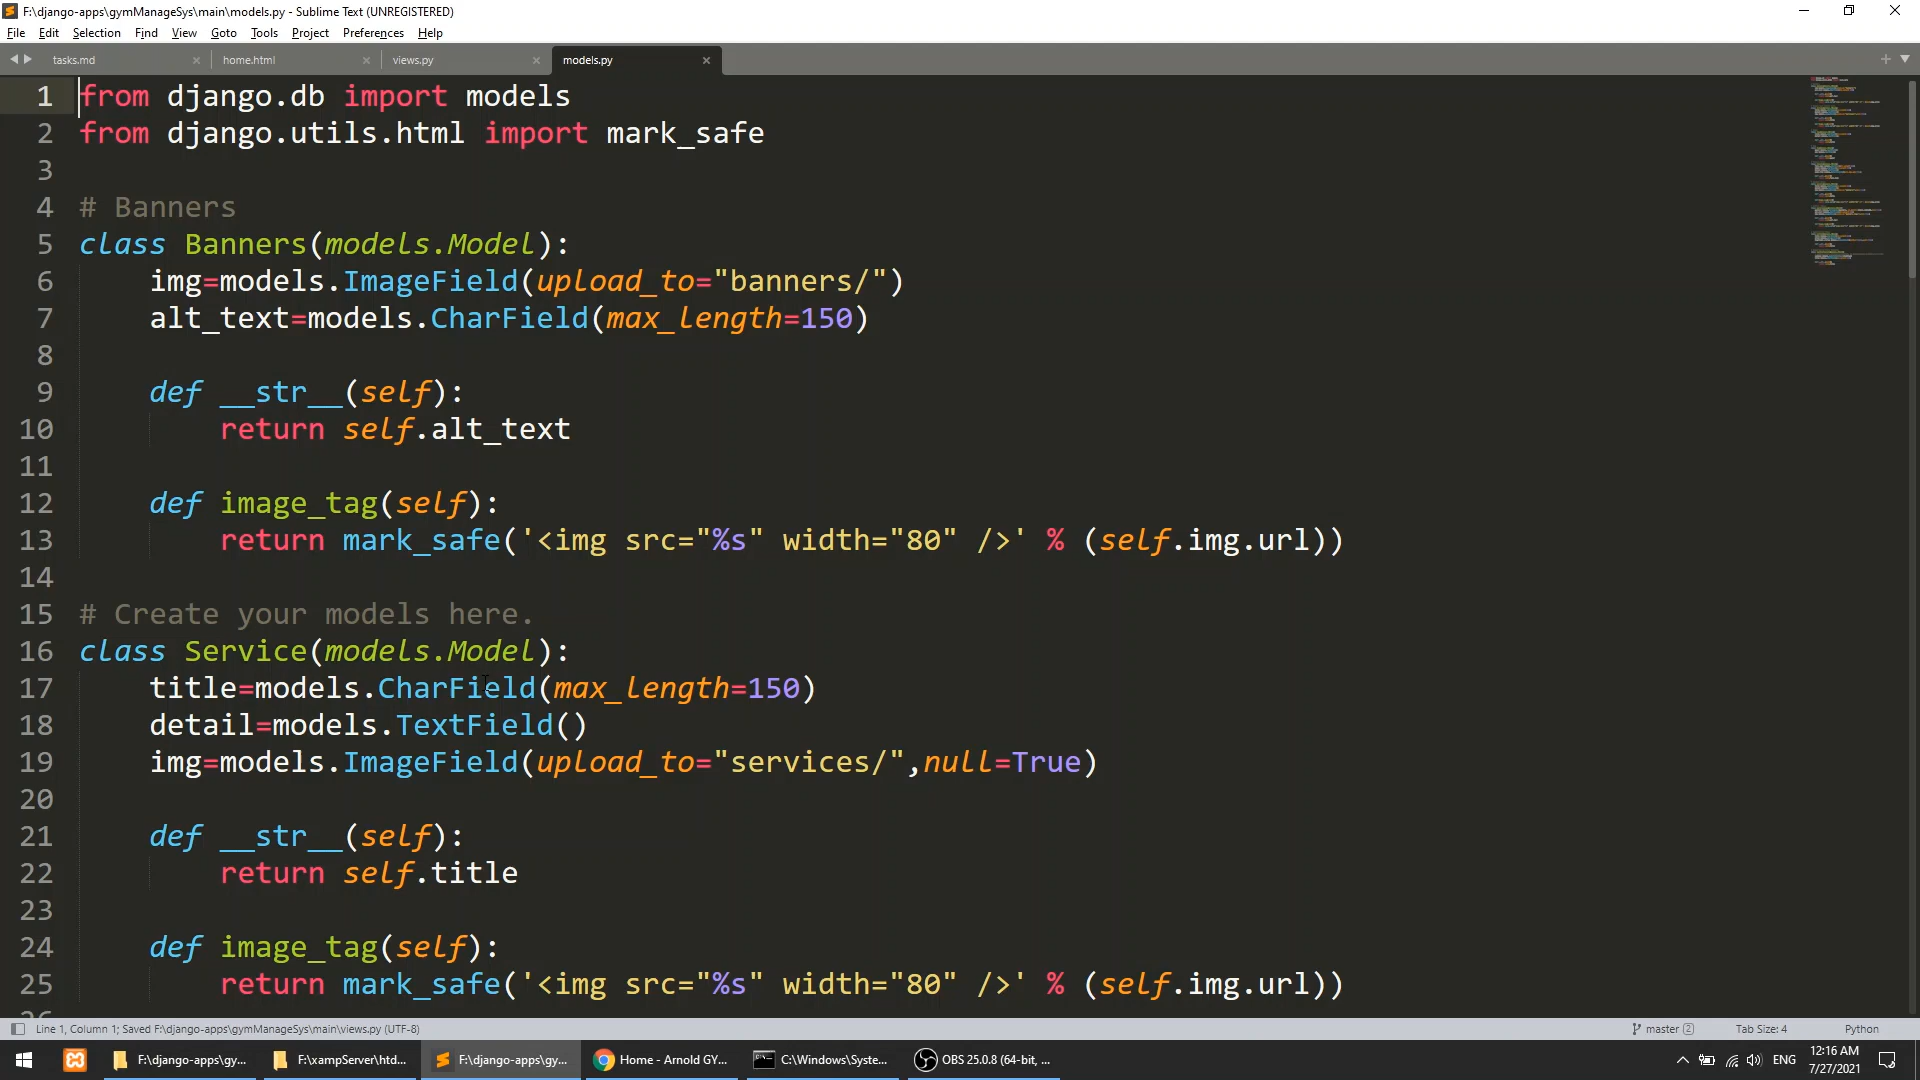 F:\django-apps\gymManageSys\main\models.py - Sublime Text (UNREGISTERED)
File Edit Selection Find View Goto Tools Project Preferences Help
tasks.md home.html views.py models.py
1 from django.db import models
2 from django.utils.html import mark_safe
3
4 # Banners
5 class Banners(models.Model):
6 img=models.ImageField(upload_to="banners/")
7 alt_text=models.CharField(max_length=150)
8
9 def __str__(self):
10 return self.alt_text
11
12 def image_tag(self):
13 return mark_safe('<img src="%s" width="80" />' % (self.img.url))
14
15 # Create your models here.
16 class Service(models.Model):
17 title=models.CharField(max_length=150)
18 detail=models.TextField()
19 img=models.ImageField(upload_to="services/",null=True)
20
21 def __str__(self):
22 return self.title
23
24 def image_tag(self):
25 return mark_safe('<img src="%s" width="80" />' % (self.img.url))
Line 1, Column 1; Saved F:\django-apps\gymManageSys\main\views.py (UTF-8) master 2 Tab Size: 4 Python
F:\django-apps\gy... F:\xampServer\htd... F:\django-apps\gy... Home - Arnold GY... C:\Windows\Syste... OBS 25.0.8 (64-bit, ... ENG 12:16 AM
7/27/2021